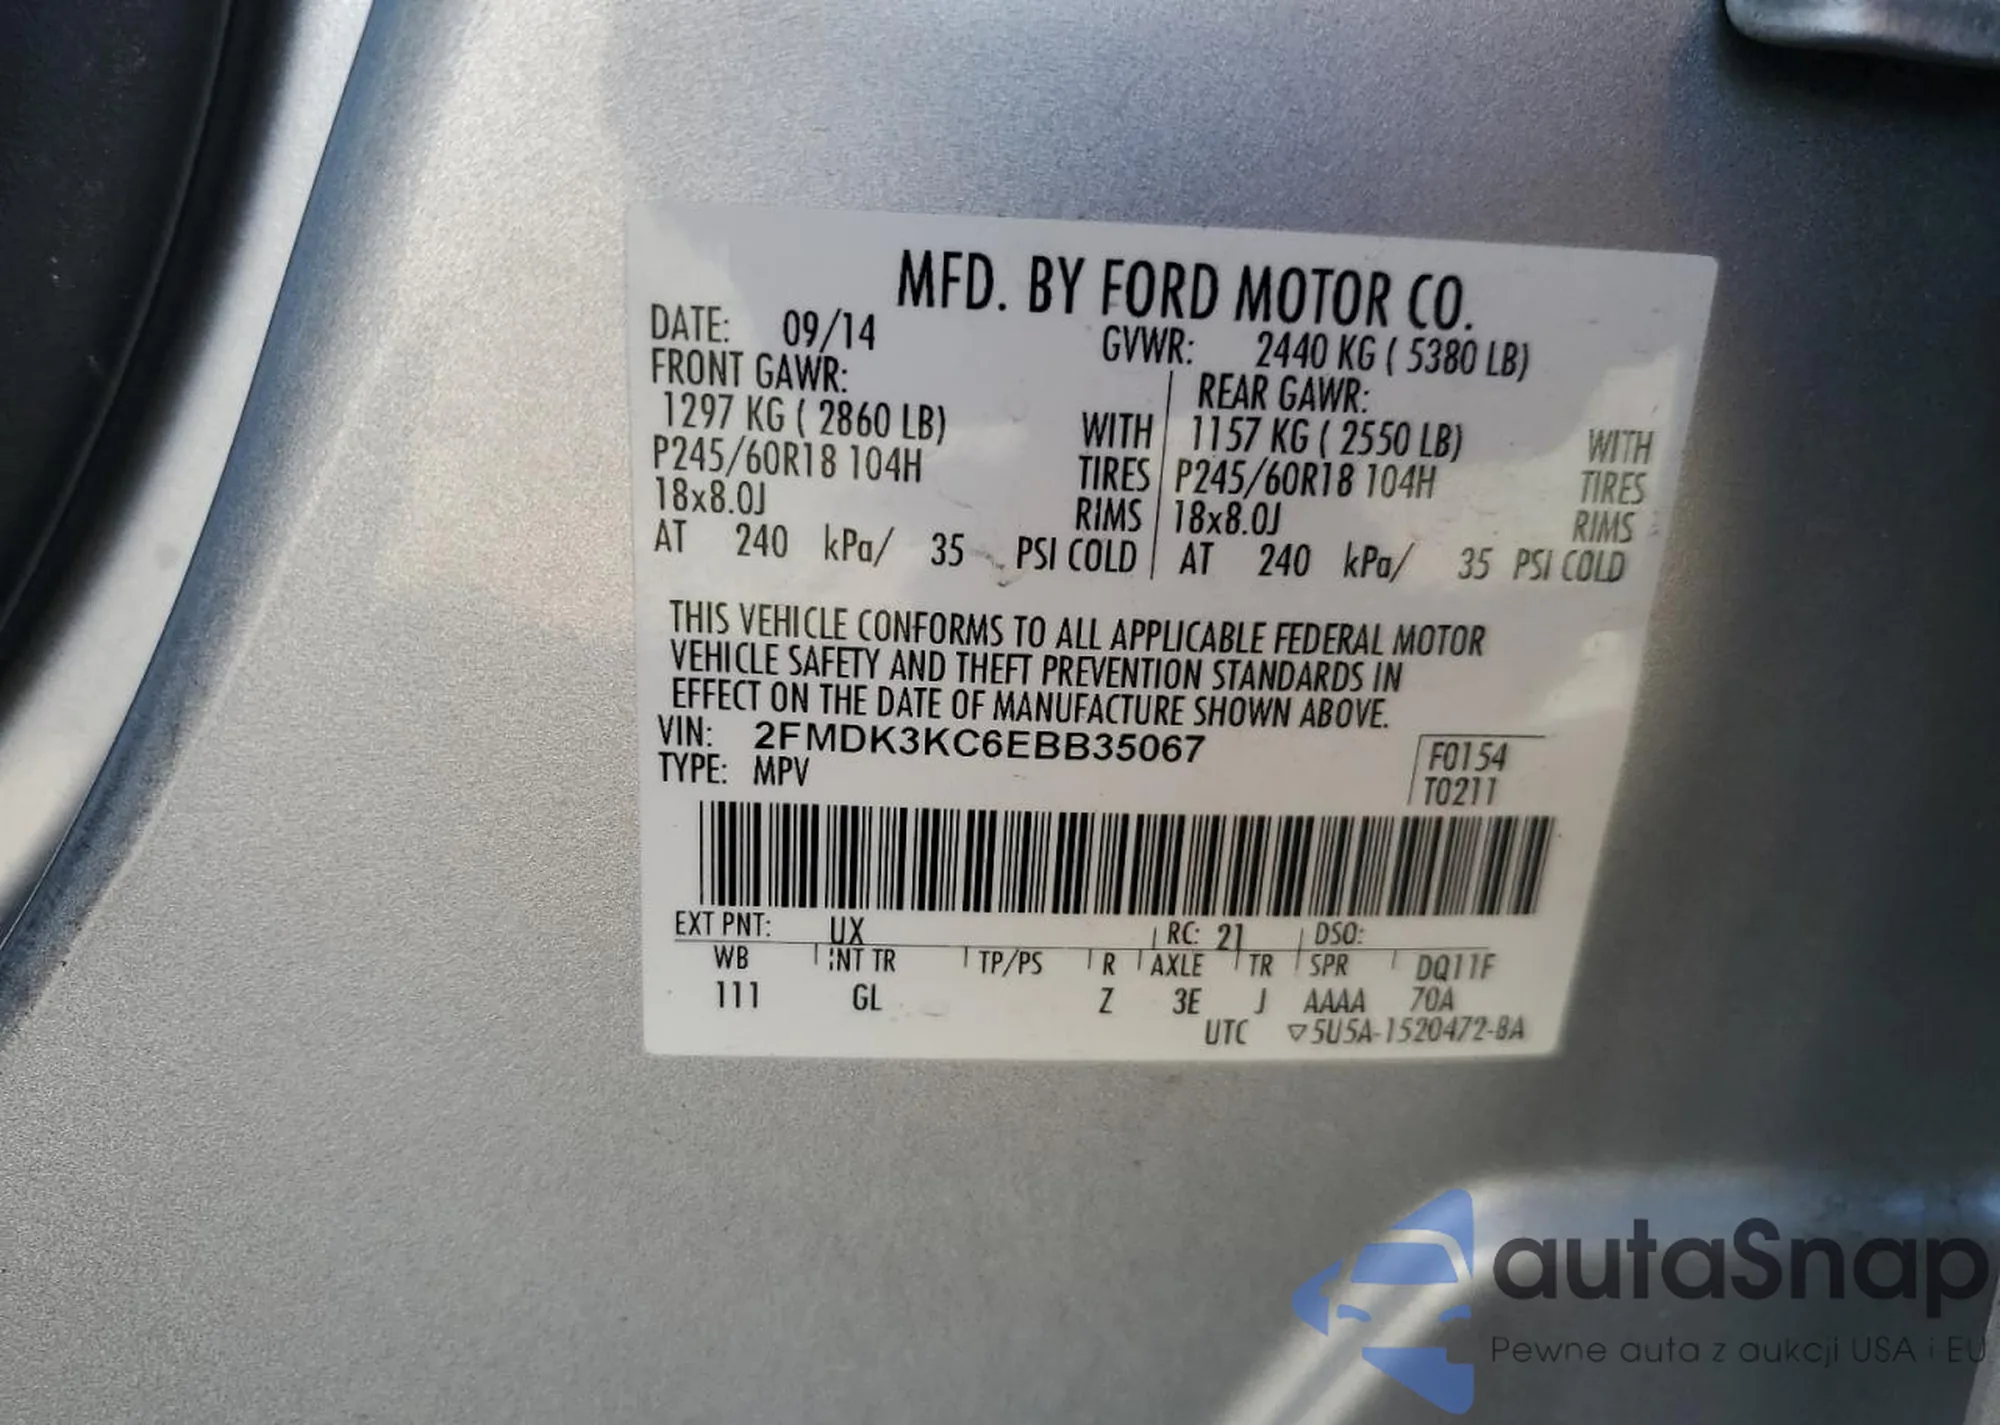 MFD. BY FORD MOTOR CO.
DATE: 09/14 GVWR: 2440 KG ( 5380 LB)
FRONT GAWR: REAR GAWR:
1297 KG ( 2860 LB) WITH 1157 KG ( 2550 LB) WITH
P245/60R18 104H TIRES P245/60R18 104H TIRES
18x8.0J RIMS 18x8.0J RIMS
AT 240 kPa/ 35 PSI COLD AT 240 kPa/ 35 PSI COLD
THIS VEHICLE CONFORMS TO ALL APPLICABLE FEDERAL MOTOR
VEHICLE SAFETY AND THEFT PREVENTION STANDARDS IN
EFFECT ON THE DATE OF MANUFACTURE SHOWN ABOVE.
VIN: 2FMDK3KC6EBB35067
TYPE: MPV
F0154
T0211
EXT PNT: UX RC: 21 DSO:
WB INT TR TP/PS R AXLE TR SPR DQ11F
111 GL Z 3E J AAAA 70A
UTC ▽5U5A-1520472-BA
autaSnap
Pewne auta z aukcji USA i EU